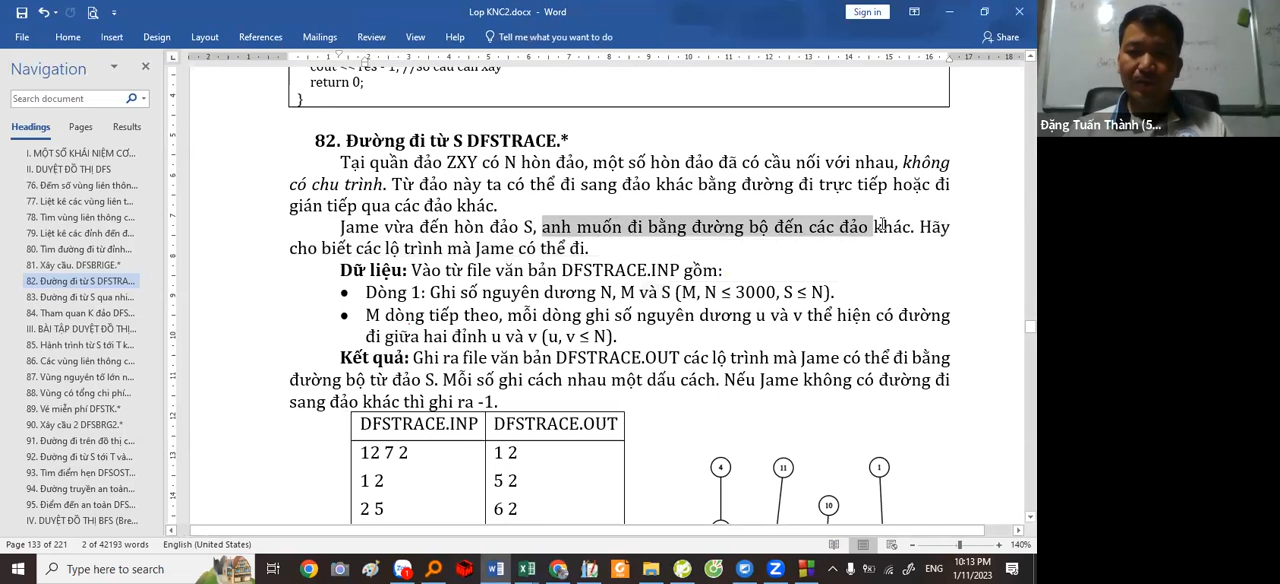 Lop KNC2.docx - Word
Sign in
File Home Insert Design Layout References Mailings Review View Help Tell me what you want to do Share
Navigation
Search document
Headings Pages Results
I. MỘT SỐ KHÁI NIỆM CƠ...
II. DUYỆT ĐỒ THỊ DFS
76. Đếm số vùng liên thôn...
77. Liệt kê các vùng liên t...
78. Tìm vùng liên thông c...
79. Liệt kê các đỉnh đến đ...
80. Tìm đường đi từ đỉnh...
81. Xây cầu. DFSBRIGE.*
82. Đường đi từ S DFSTRA...
83. Đường đi từ S qua nhi...
84. Tham quan K đảo DFS...
III. BÀI TẬP DUYỆT ĐỒ THỊ...
85. Hành trình từ S tới T k...
86. Các vùng liên thông c...
87. Vùng nguyên tố lớn n...
88. Vùng có tổng chi phí...
89. Vé miễn phí DFSTK.*
90. Xây cầu 2 DFSBRG2.*
91. Đường đi trên đồ thị c...
92. Đường đi từ S tới T và...
93. Tìm điểm hẹn DFSOST...
94. Đường truyền an toàn...
95. Điểm đến an toàn DFS...
IV. DUYỆT ĐỒ THỊ BFS (Bre...
cout << res - 1; //số cầu cần xây
return 0;
}
82. Đường đi từ S DFSTRACE.*
Tại quần đảo ZXY có N hòn đảo, một số hòn đảo đã có cầu nối với nhau, không
có chu trình. Từ đảo này ta có thể đi sang đảo khác bằng đường đi trực tiếp hoặc đi
gián tiếp qua các đảo khác.
Jame vừa đến hòn đảo S, anh muốn đi bằng đường bộ đến các đảo khác. Hãy
cho biết các lộ trình mà Jame có thể đi.
Dữ liệu: Vào từ file văn bản DFSTRACE.INP gồm:
• Dòng 1: Ghi số nguyên dương N, M và S (M, N ≤ 3000, S ≤ N).
• M dòng tiếp theo, mỗi dòng ghi số nguyên dương u và v thể hiện có đường
đi giữa hai đỉnh u và v (u, v ≤ N).
Kết quả: Ghi ra file văn bản DFSTRACE.OUT các lộ trình mà Jame có thể đi bằng
đường bộ từ đảo S. Mỗi số ghi cách nhau một dấu cách. Nếu Jame không có đường đi
sang đảo khác thì ghi ra -1.
DFSTRACE.INP DFSTRACE.OUT
12 7 2 1 2
1 2 5 2
2 5 6 2
4 11 1
10
Đặng Tuấn Thành (5...
Page 133 of 221 2 of 42193 words English (United States) 140%
Type here to search
ENG
10:13 PM
1/11/2023